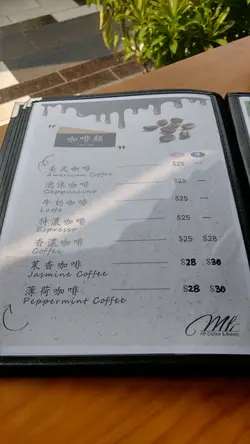 咖啡類
美式咖啡 $25 —
American Coffee
泡沫咖啡 $28 —
Cappuccino
牛奶咖啡 $25 —
Latte
特濃咖啡 $25 —
Espresso
香濃咖啡 $25 $28
Coffee
茉香咖啡 $28 $30
Jasmine Coffee
薄荷咖啡 $28 $30
Peppermint Coffee
Mr.